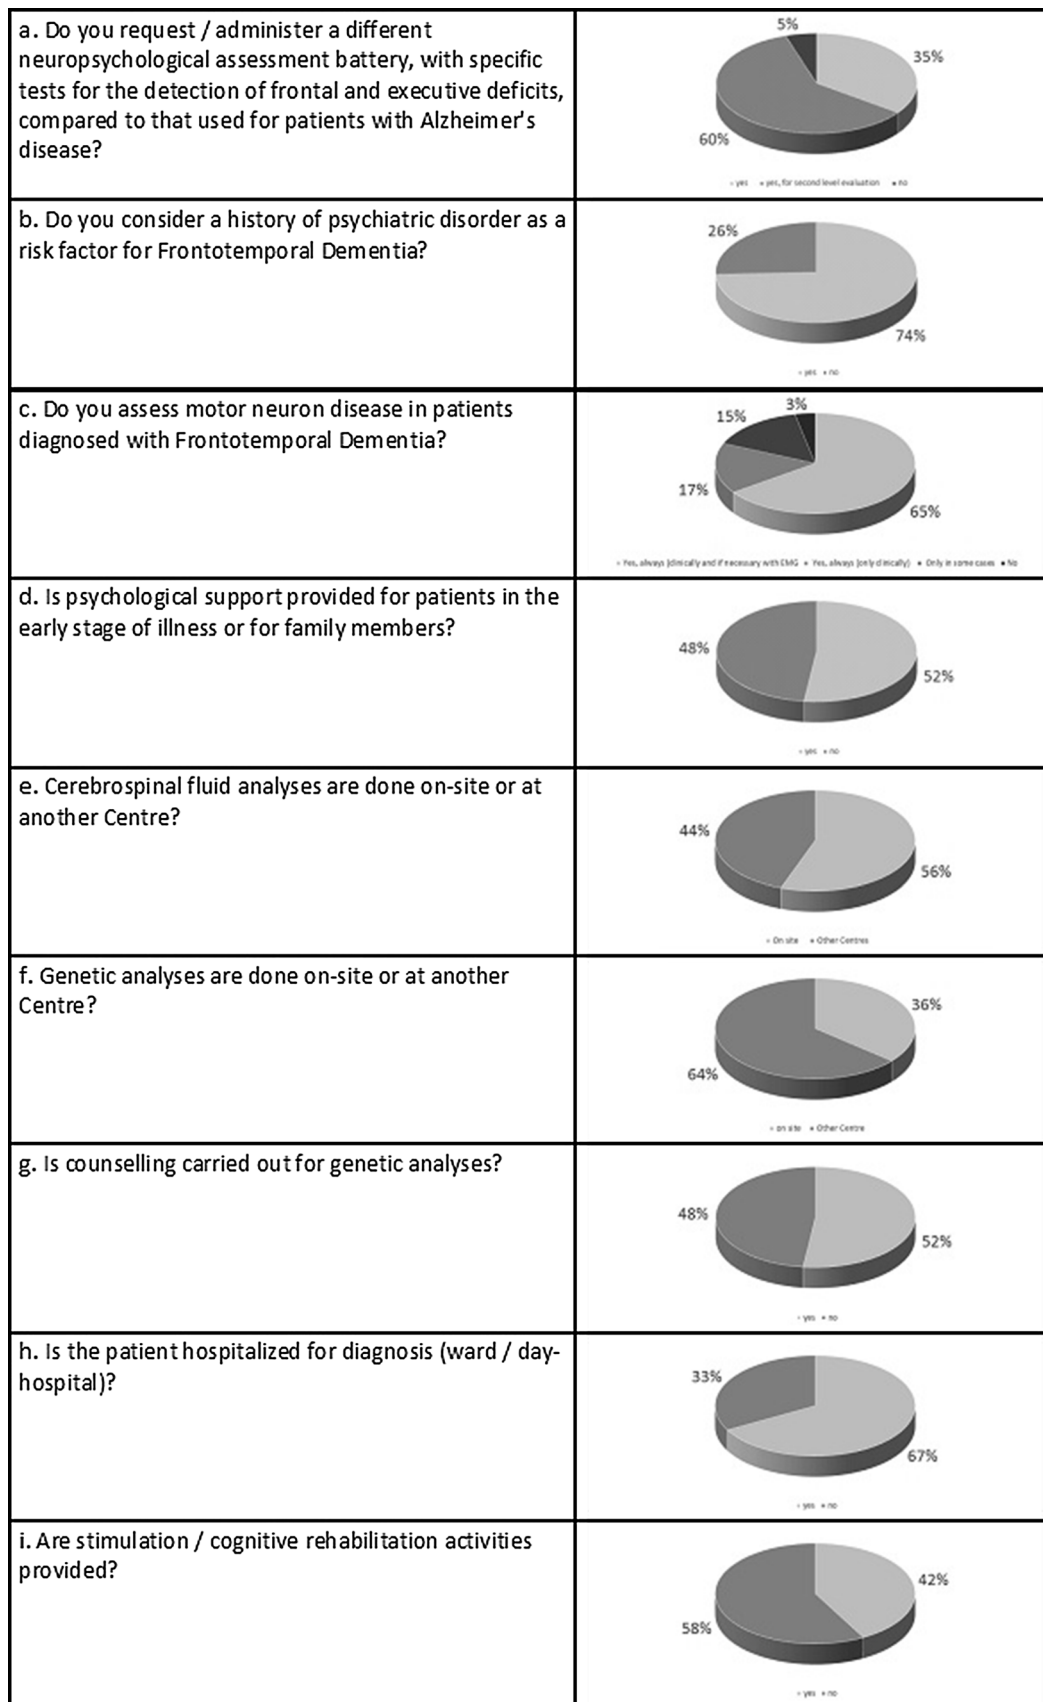 a. Do you request / administer a different
neuropsychological assessment battery, with specific
tests for the detection of frontal and executive deficits,
compared to that used for patients with Alzheimer's
disease?
5%
35%
60%
yes yes, for second level evaluation no
b. Do you consider a history of psychiatric disorder as a
risk factor for Frontotemporal Dementia?
26%
74%
yes no
c. Do you assess motor neuron disease in patients
diagnosed with Frontotemporal Dementia?
3%
15%
17%
65%
Yes, always (clinically and if necessary with EMG Yes, always (only clinically) Only in some cases No
d. Is psychological support provided for patients in the
early stage of illness or for family members?
48%
52%
yes no
e. Cerebrospinal fluid analyses are done on-site or at
another Centre?
44%
56%
On site Other Centres
f. Genetic analyses are done on-site or at another
Centre?
36%
64%
on site Other Centre
g. Is counselling carried out for genetic analyses?
48%
52%
yes no
h. Is the patient hospitalized for diagnosis (ward / day-
hospital)?
33%
67%
yes no
i. Are stimulation / cognitive rehabilitation activities
provided?
42%
58%
yes no